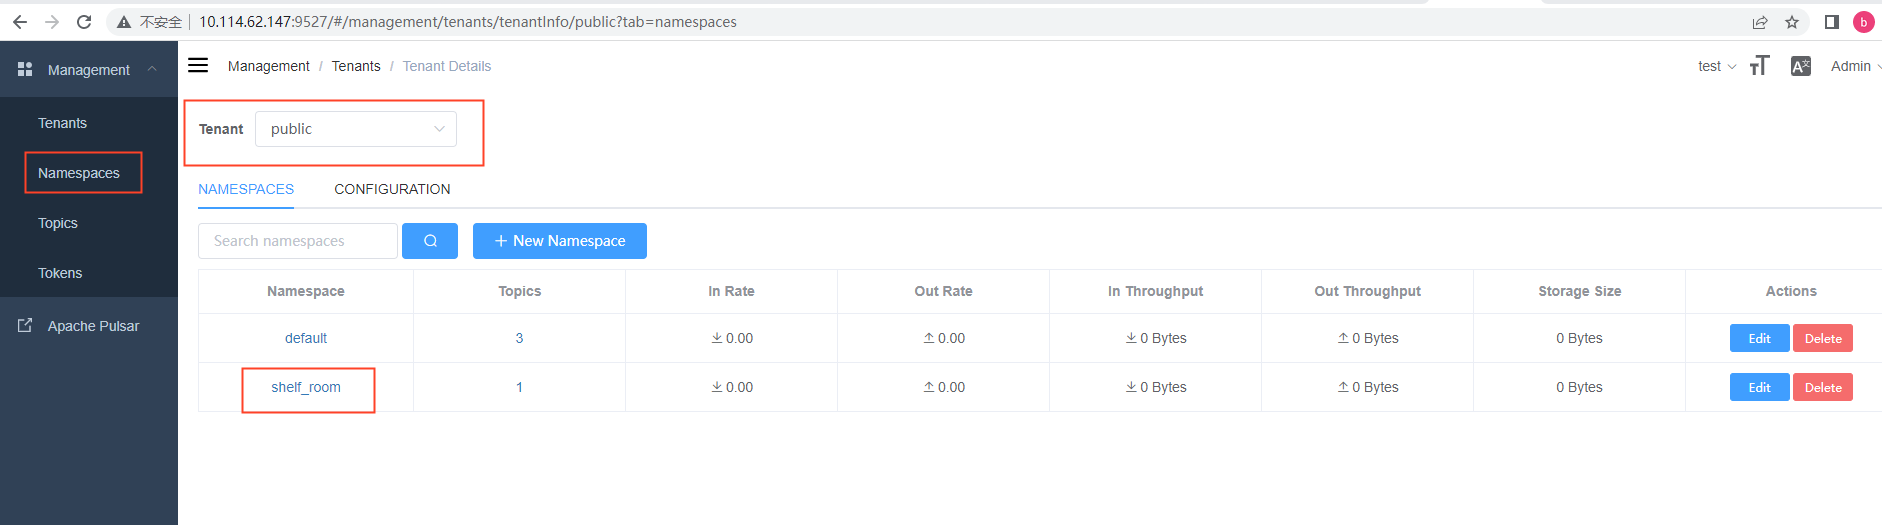 不安全 | 10.114.62.147:9527/#/management/tenants/tenantInfo/public?tab=namespaces
b
Management
Management / Tenants / Tenant Details
test
Admin
Tenants
Namespaces
Topics
Tokens
Apache Pulsar
Tenant public
NAMESPACES CONFIGURATION
Search namespaces
+ New Namespace
Namespace Topics In Rate Out Rate In Throughput Out Throughput Storage Size Actions
default 3 0.00 0.00 0 Bytes 0 Bytes 0 Bytes Edit Delete
shelf_room 1 0.00 0.00 0 Bytes 0 Bytes 0 Bytes Edit Delete